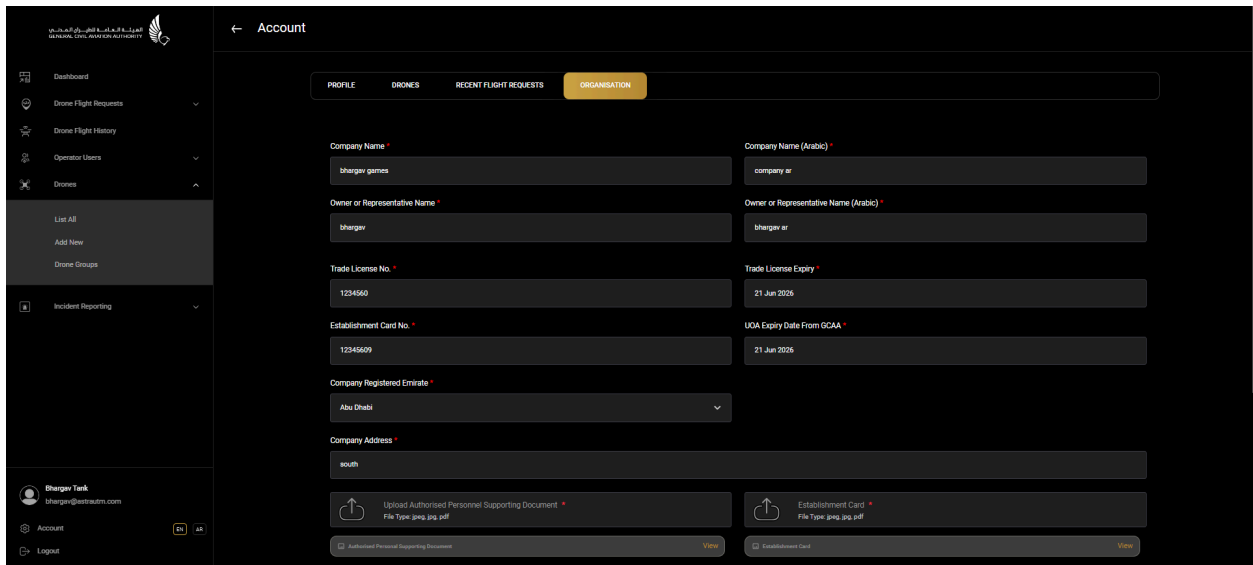 الهيئة العامة للطيران المدني
GENERAL CIVIL AVIATION AUTHORITY
← Account
Dashboard
Drone Flight Requests
Drone Flight History
Operator Users
Drones
List All
Add New
Drone Groups
Incident Reporting
Bhargav Tank
bhargav@astrautm.com
Account
EN AR
Logout
PROFILE DRONES RECENT FLIGHT REQUESTS ORGANISATION
Company Name * Company Name (Arabic) *
bhargav games company ar
Owner or Representative Name * Owner or Representative Name (Arabic) *
bhargav bhargav ar
Trade License No. * Trade License Expiry *
1234560 21 Jun 2026
Establishment Card No. * UOA Expiry Date From GCAA *
12345609 21 Jun 2026
Company Registered Emirate *
Abu Dhabi
Company Address *
south
Upload Authorised Personnel Supporting Document * Establishment Card *
File Type: jpeg, jpg, pdf File Type: jpeg, jpg, pdf
Authorised Personal Supporting Document View Establishment Card View